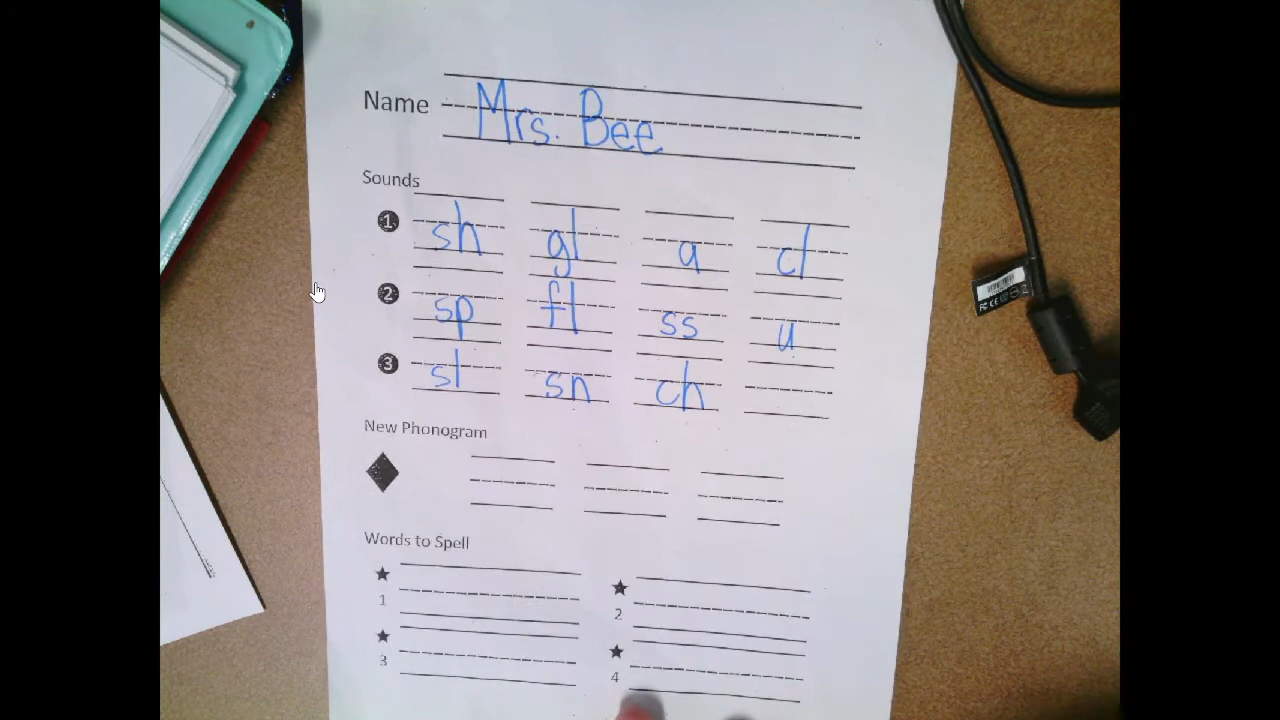 Name Mrs. Bee
Sounds
1 sh gl a cl
2 sp fl ss u
3 sl sn ch
New Phonogram
Words to Spell
1 2
3 4